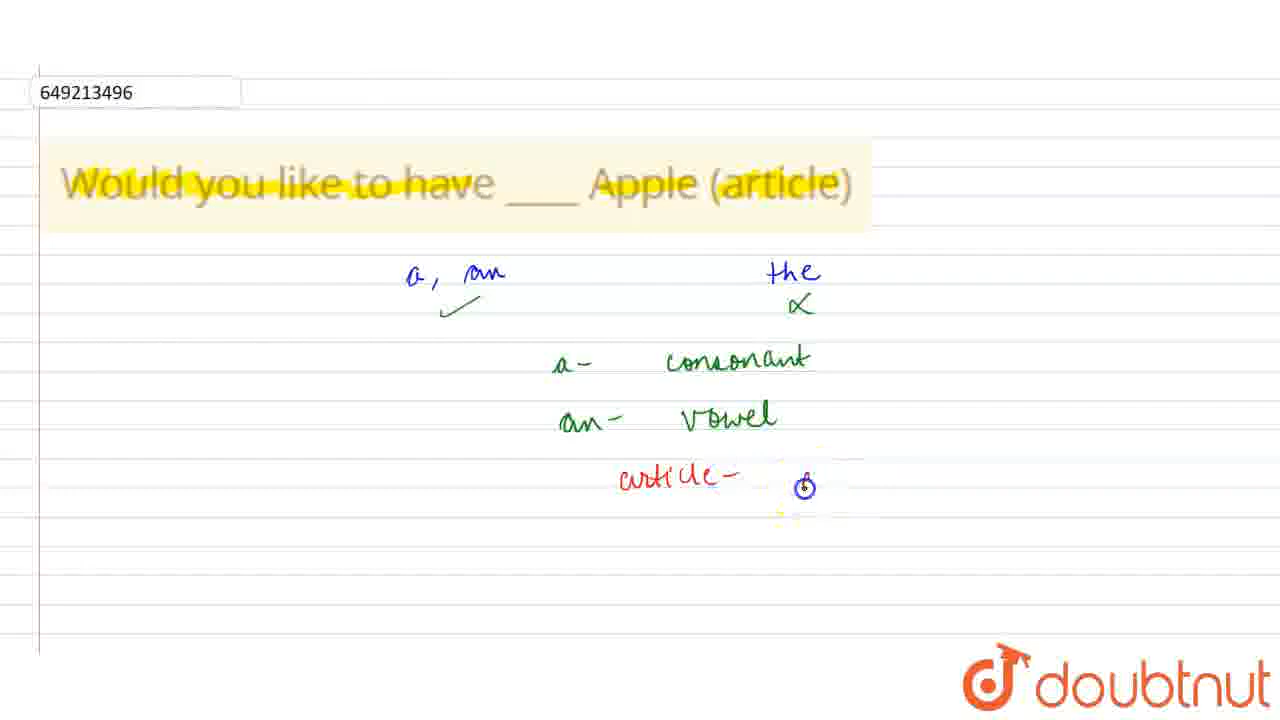 649213496
Would you like to have ____ Apple (article)
a, an the
a- consonant
an- vowel
article-
doubtnut